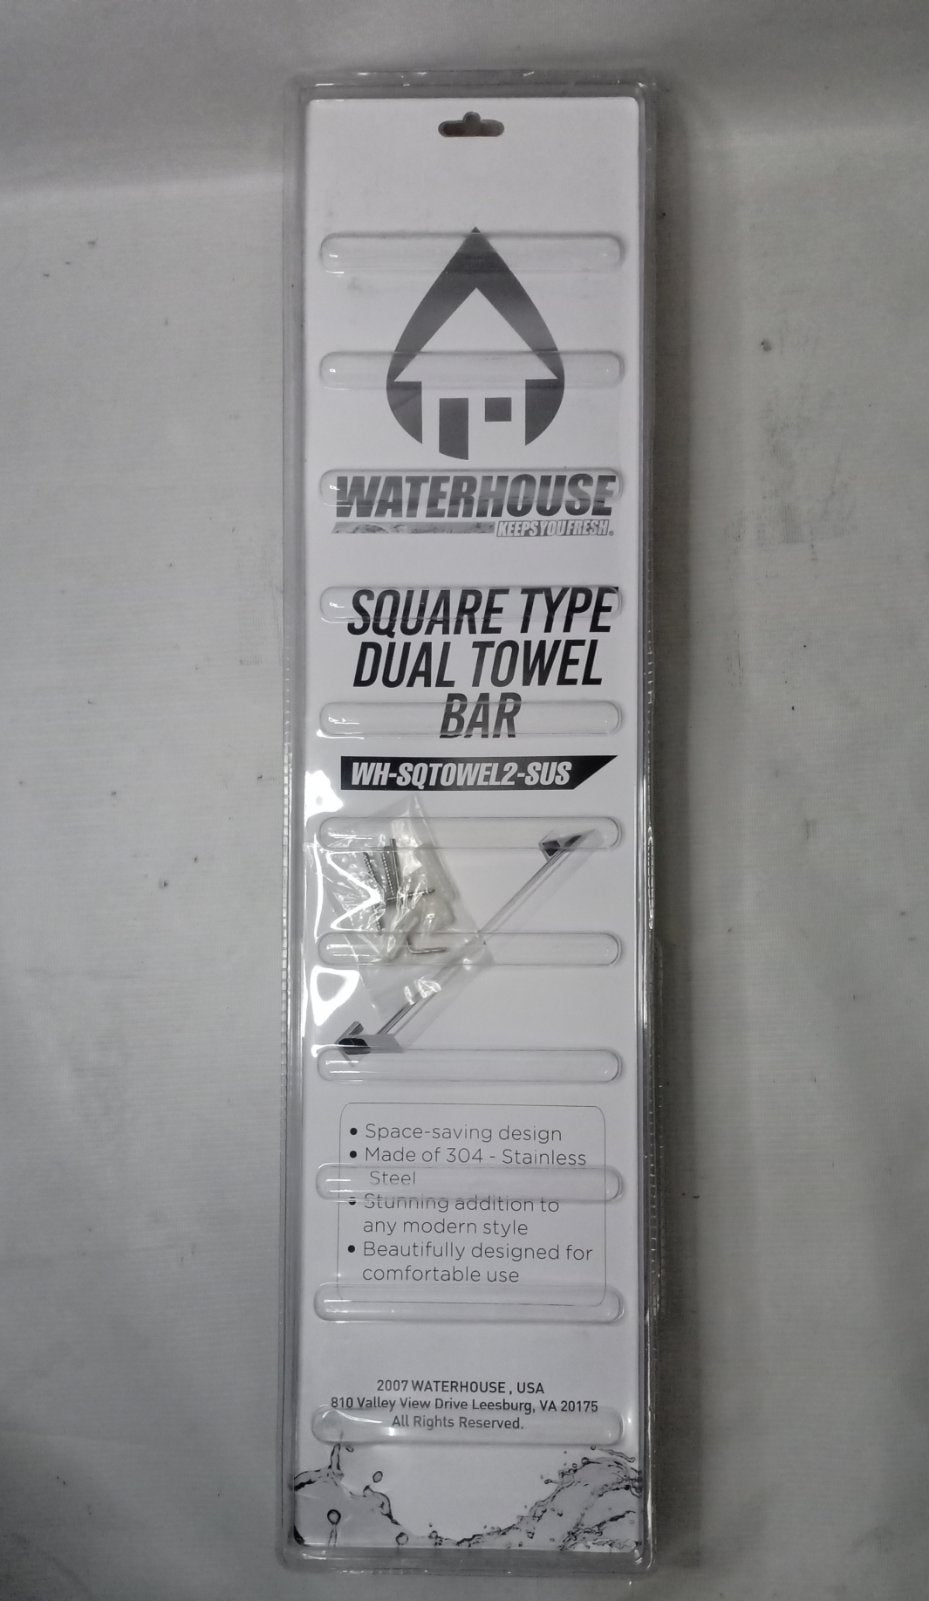 WATERHOUSE
KEEPS YOU FRESH.
SQUARE TYPE
DUAL TOWEL
BAR
WH-SQTOWEL2-SUS
• Space-saving design
• Made of 304 - Stainless
Steel
• Stunning addition to
any modern style
• Beautifully designed for
comfortable use
2007 WATERHOUSE , USA
810 Valley View Drive Leesburg, VA 20175
All Rights Reserved.